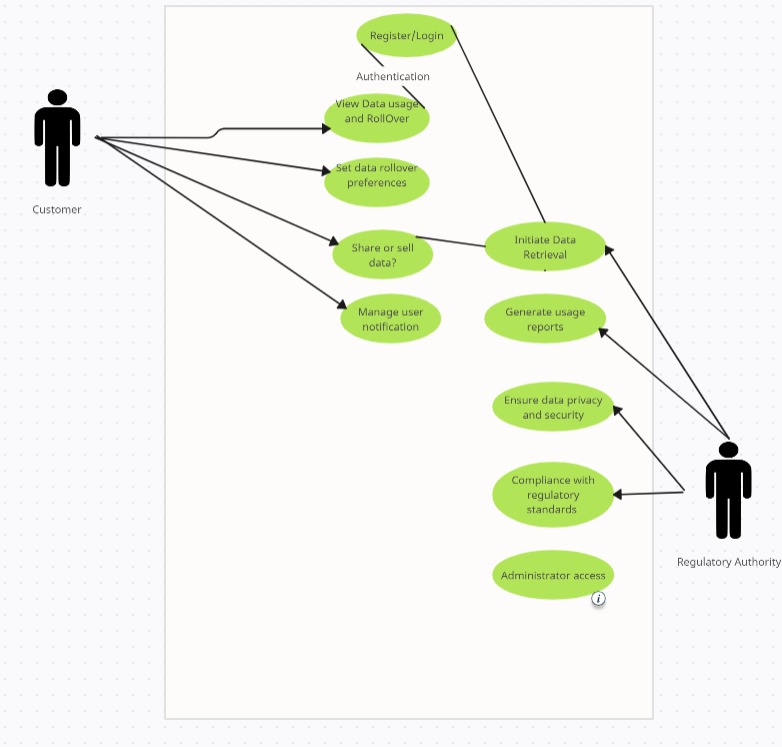 Register/Login
Authentication
View Data usage
and RollOver
Set data rollover
preferences
Customer
Share or sell
data?
Initiate Data
Retrieval
Manage user
notification
Generate usage
reports
Ensure data privacy
and security
Compliance with
regulatory
standards
Regulatory Authority
Administrator access
i